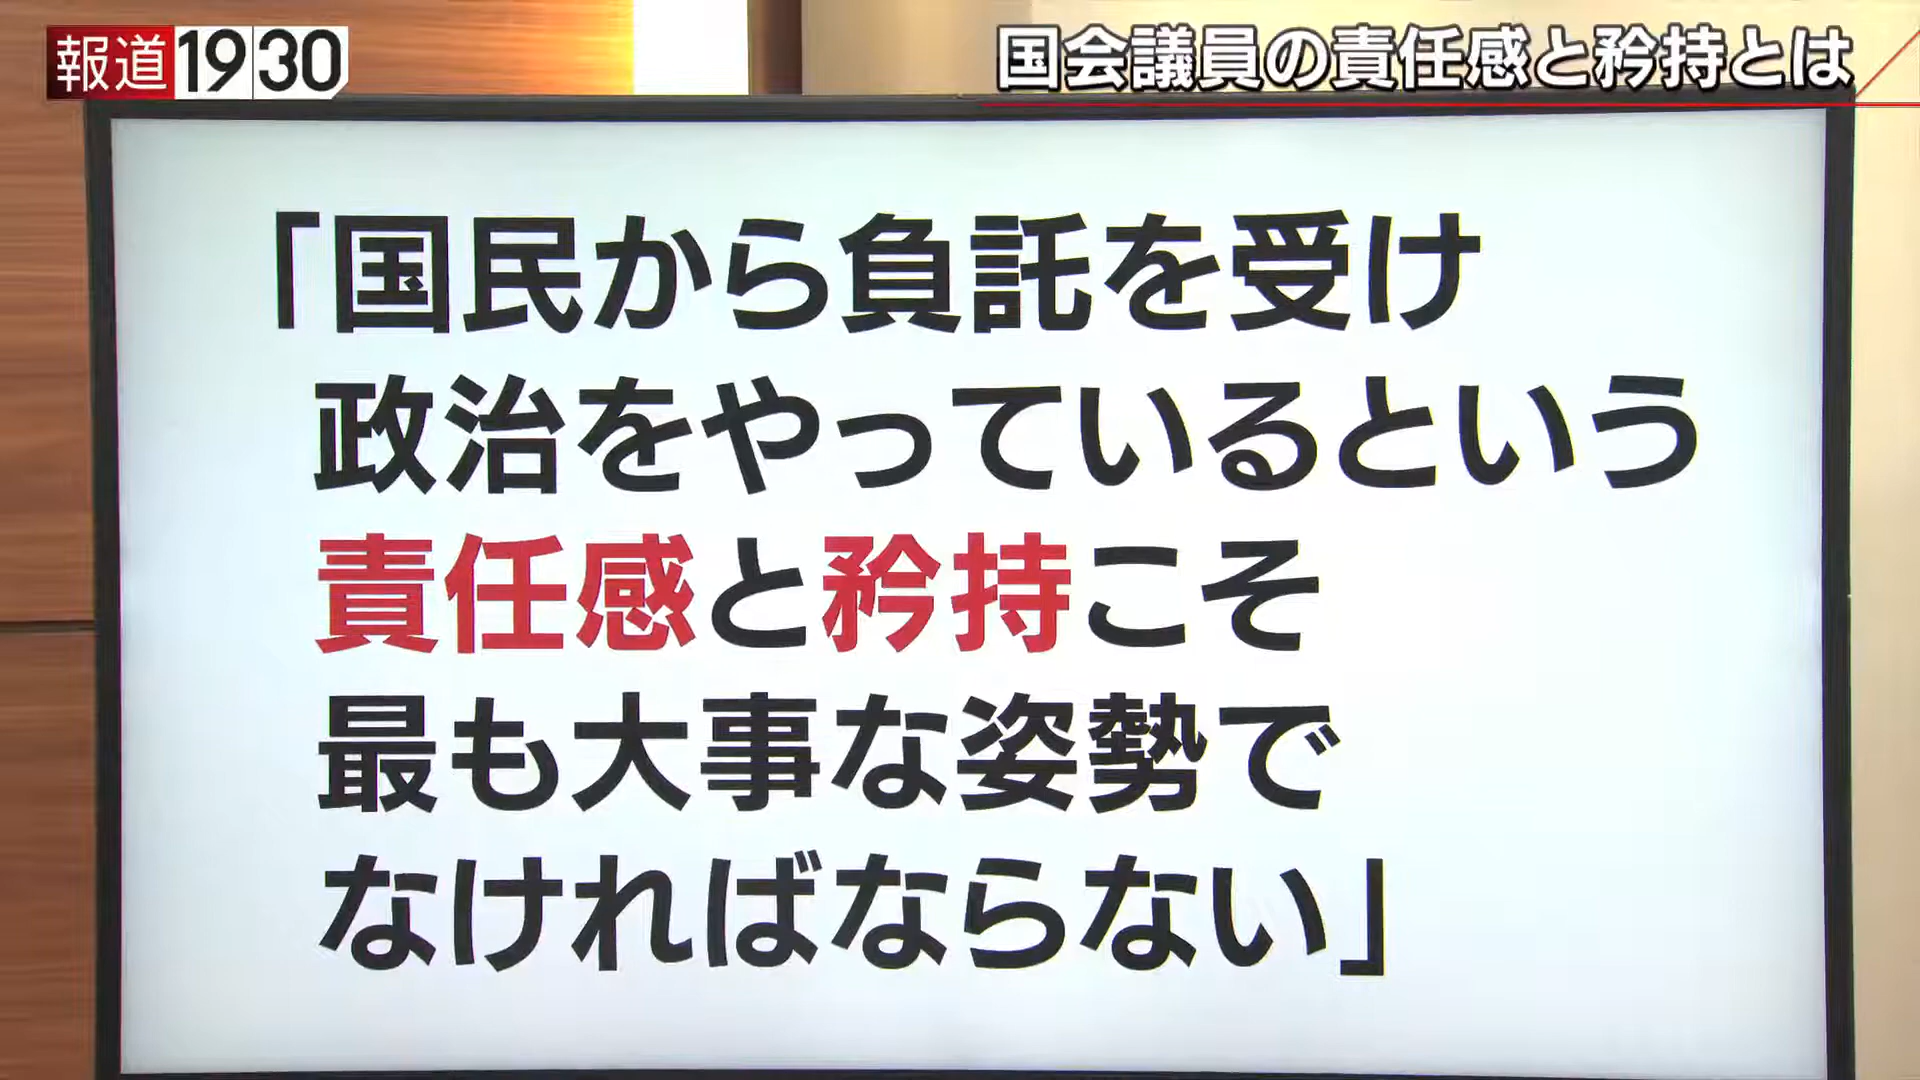 報道1930
国会議員の責任感と矜持とは
「国民から負託を受け
政治をやっているという
責任感と矜持こそ
最も大事な姿勢で
なければならない」